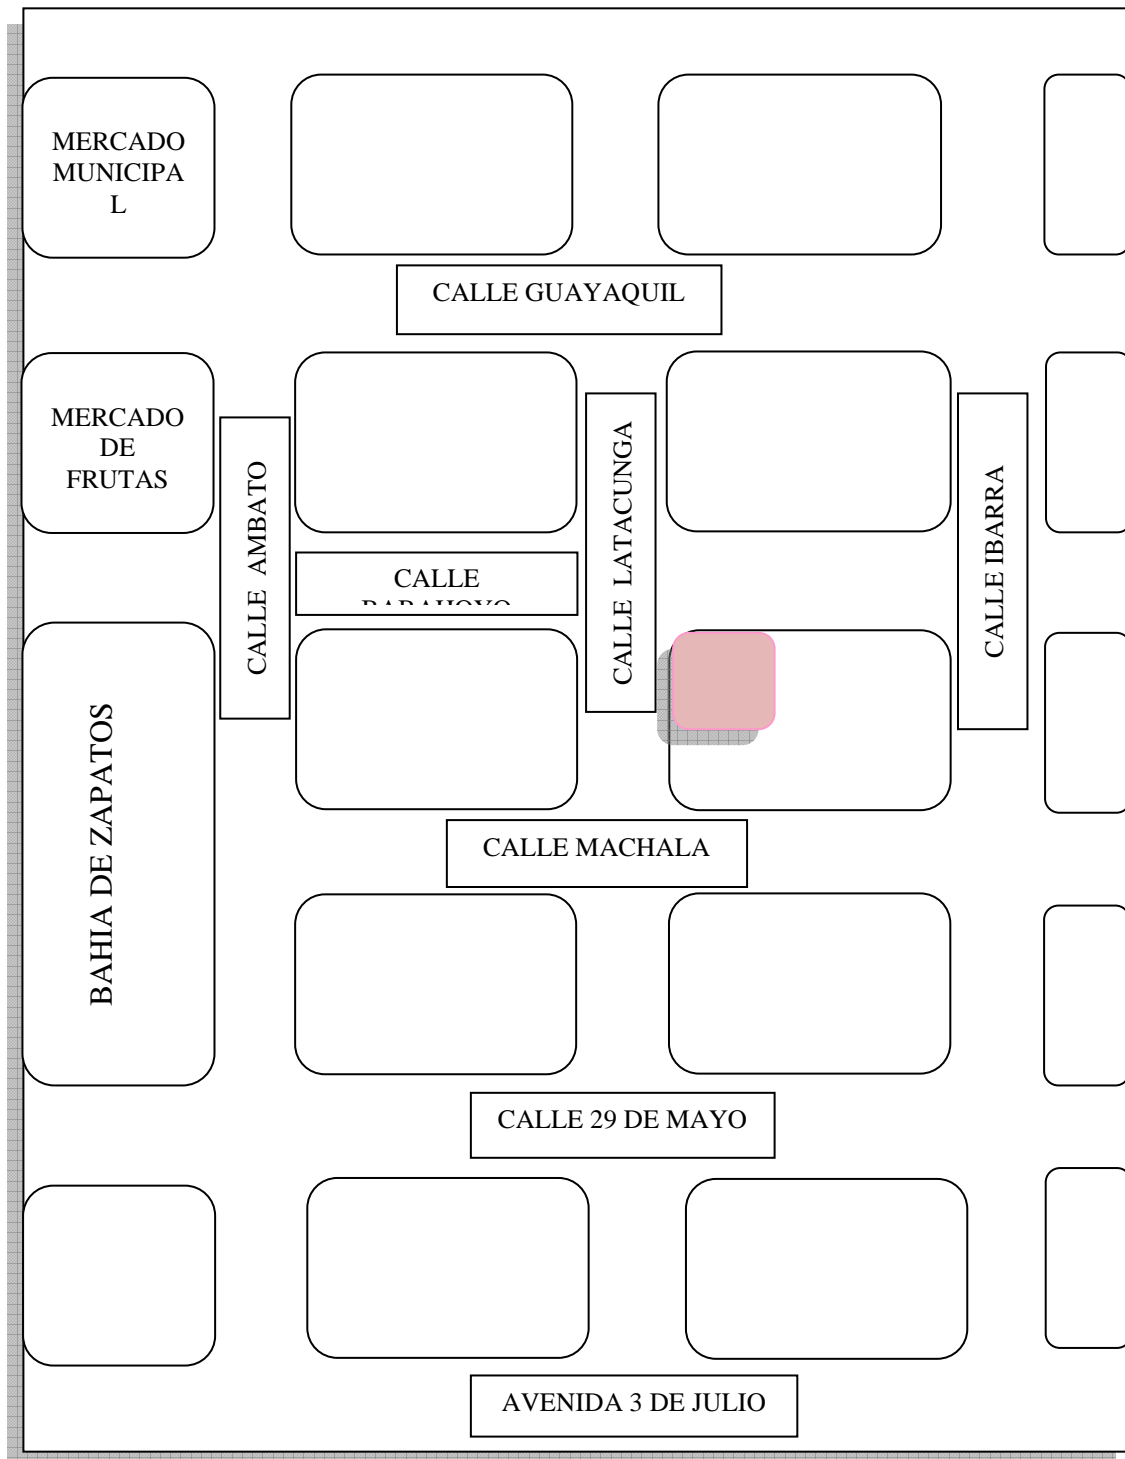 MERCADO
MUNICIPA
L
CALLE GUAYAQUIL
MERCADO
DE
FRUTAS
CALLE AMBATO
CALLE LATACUNGA
CALLE IBARRA
CALLE
BAHIA DE ZAPATOS
CALLE MACHALA
CALLE 29 DE MAYO
AVENIDA 3 DE JULIO